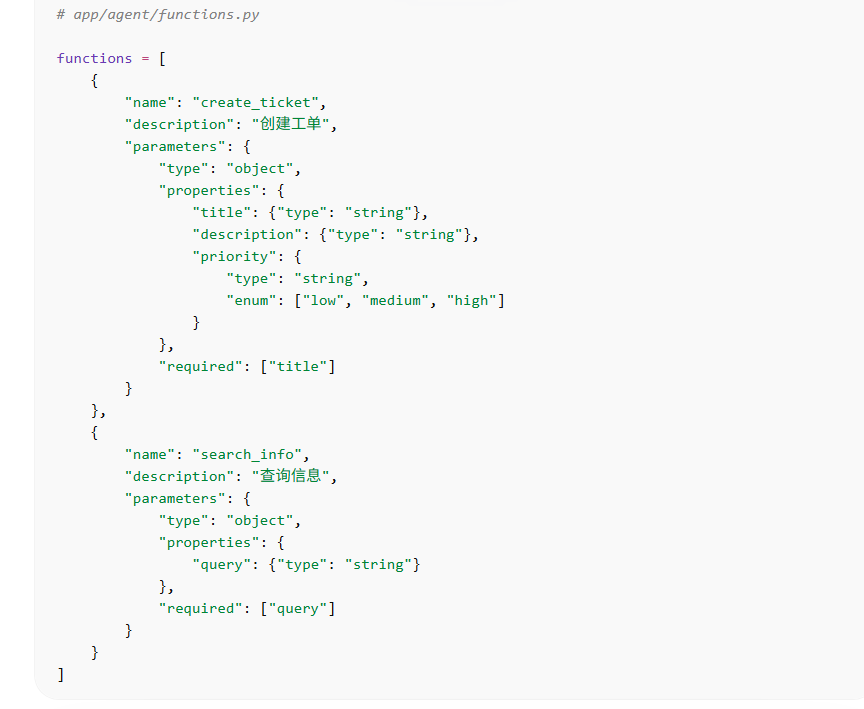 # app/agent/functions.py

functions = [
    {
        "name": "create_ticket",
        "description": "创建工单",
        "parameters": {
            "type": "object",
            "properties": {
                "title": {"type": "string"},
                "description": {"type": "string"},
                "priority": {
                    "type": "string",
                    "enum": ["low", "medium", "high"]
                }
            },
            "required": ["title"]
        }
    },
    {
        "name": "search_info",
        "description": "查询信息",
        "parameters": {
            "type": "object",
            "properties": {
                "query": {"type": "string"}
            },
            "required": ["query"]
        }
    }
]